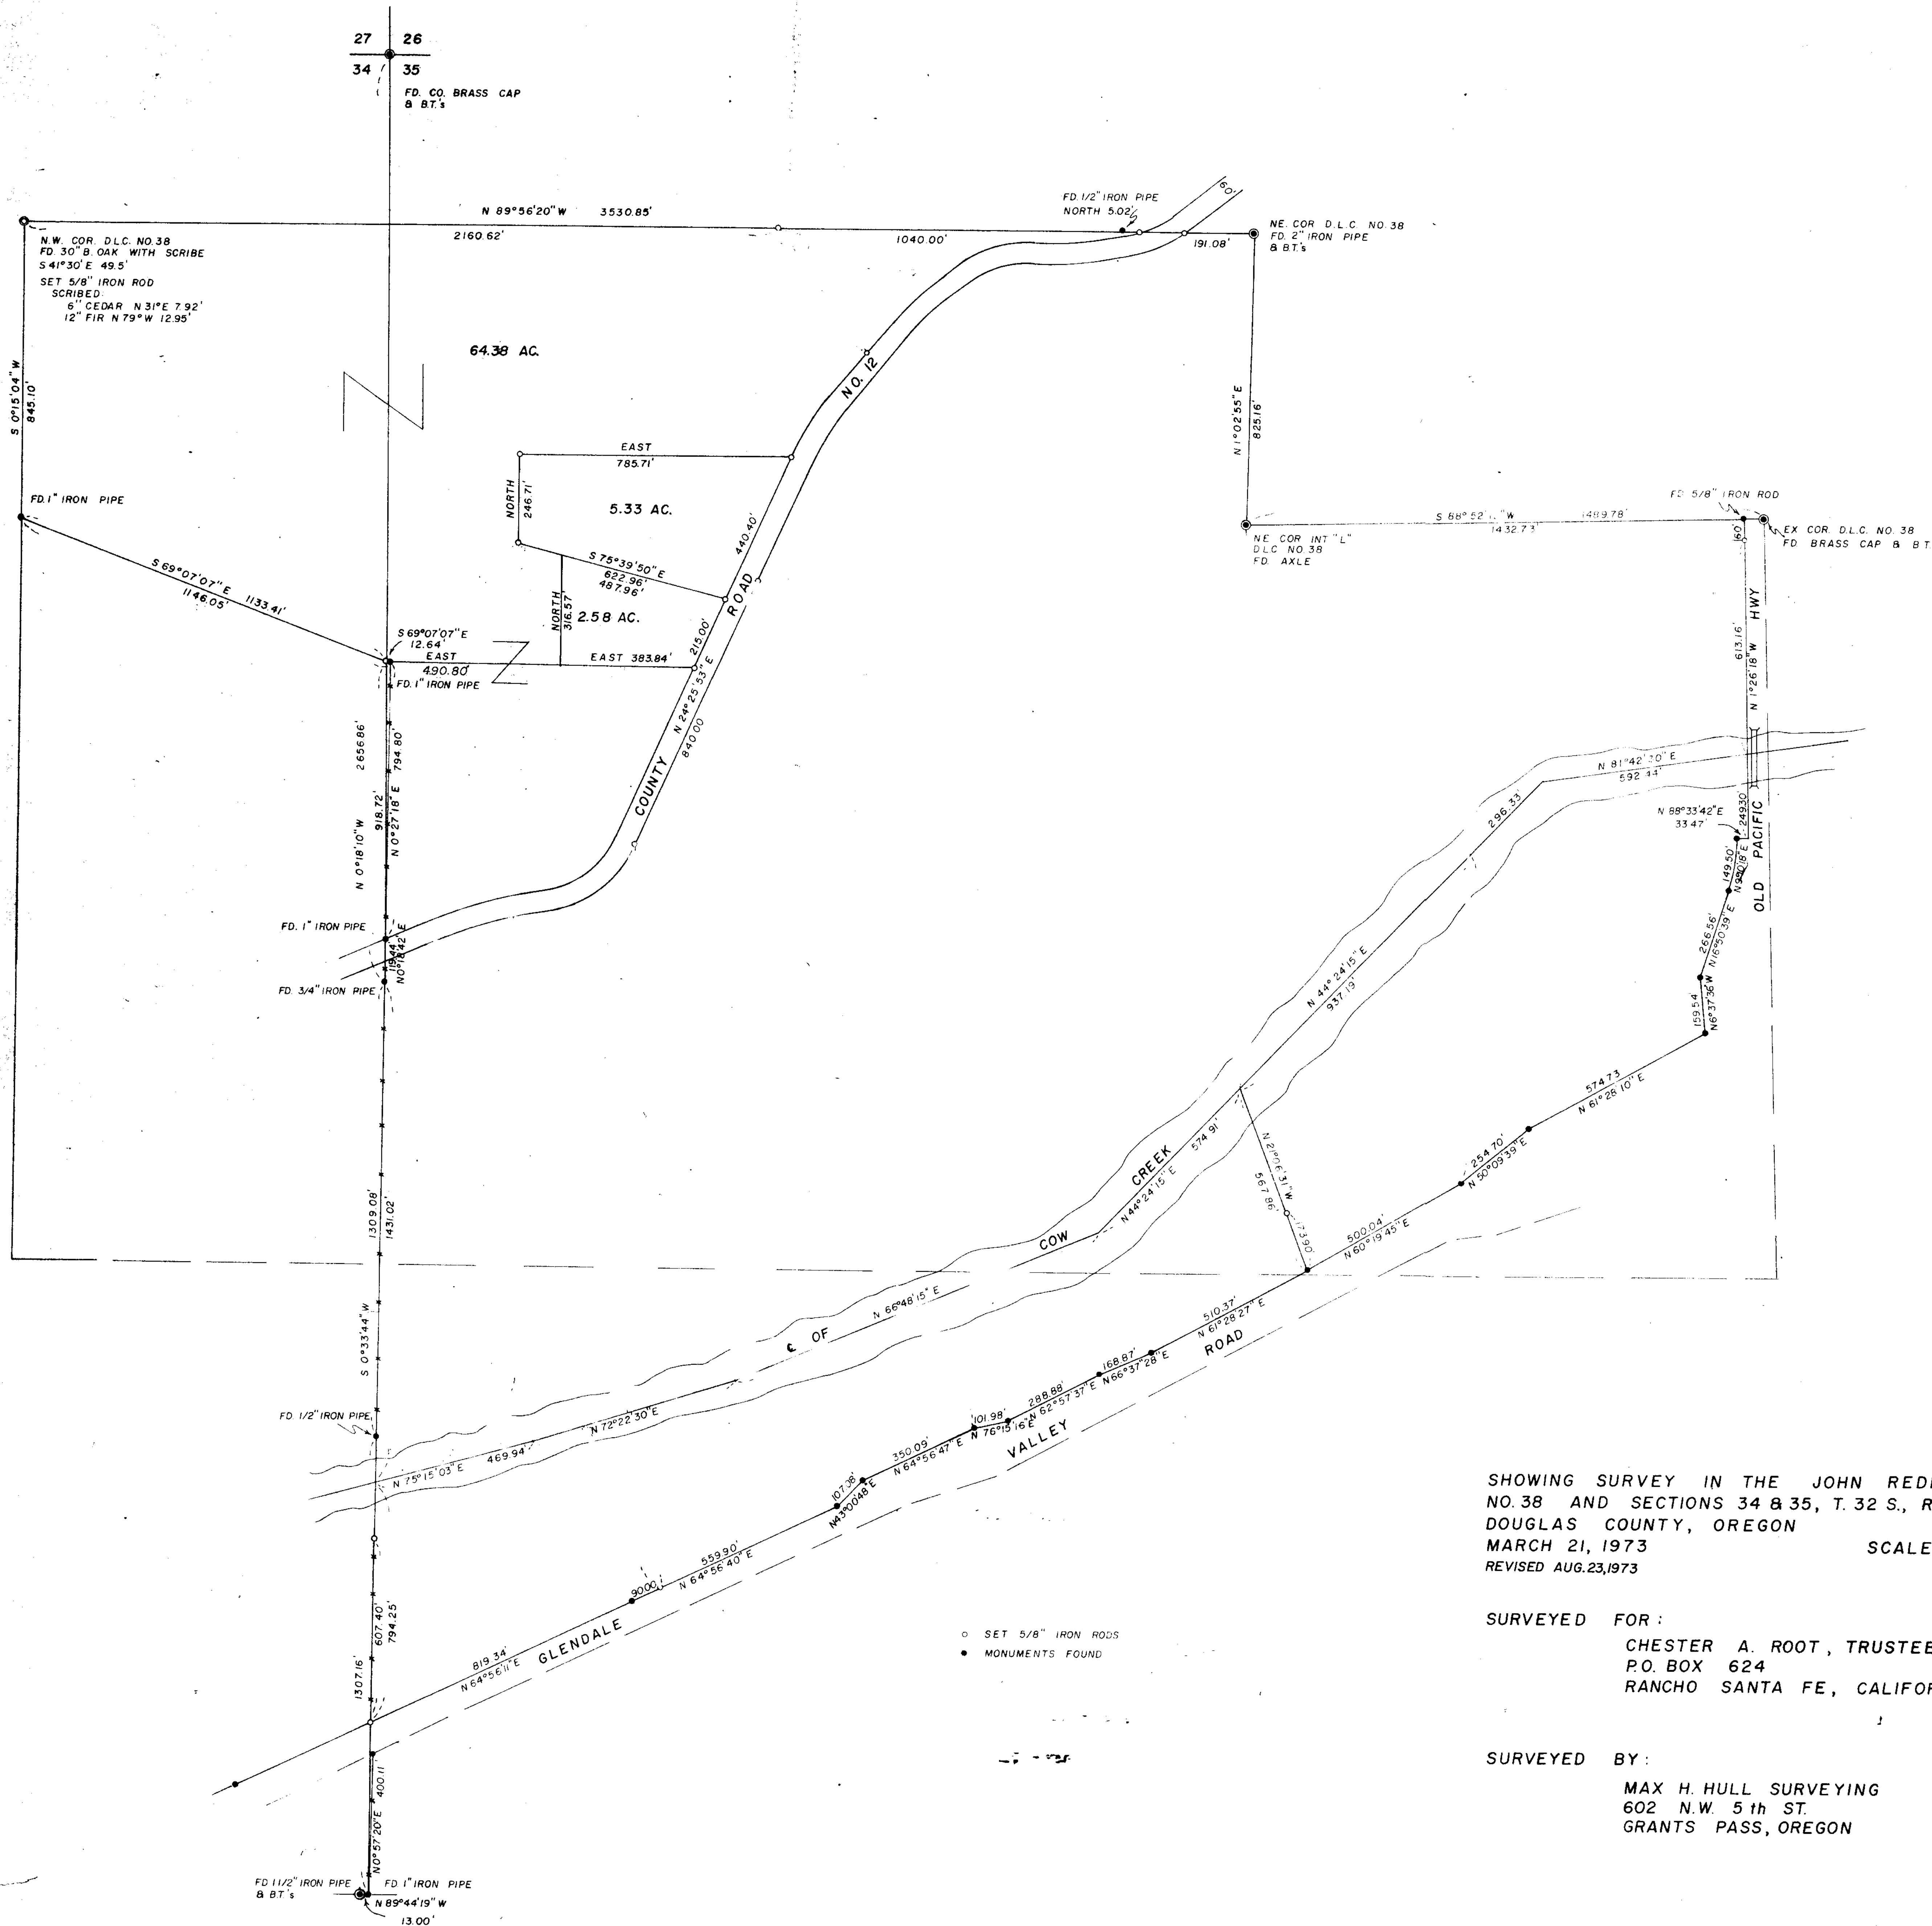 27 26
34 35
FD. CO. BRASS CAP
& B.T.'s
N 89°56'20" W 3530.85'
2160.62'
1040.00'
191.08'
60'
FD. 1/2" IRON PIPE
NORTH 5.02'
NE. COR D.L.C. NO. 38
FD. 2" IRON PIPE
& B.T.'s
N.W. COR. D.L.C. NO. 38
FD. 30" B. OAK WITH SCRIBE
S 41°30' E 49.5'
SET 5/8" IRON ROD
SCRIBED:
6" CEDAR N 31° E 7.92'
12" FIR N 79° W 12.95'
S 0°15'04" W
845.10'
64.38 AC.
NO. 12
N 1°02'55" E
825.16'
EAST
785.71'
NORTH
246.71'
5.33 AC.
440.40'
FD. 1" IRON PIPE
S 75°39'50" E
622.96'
487.96'
ROAD
NORTH
316.57'
2.58 AC.
215.00'
S 69°07'07" E 1133.41'
1146.05'
S 69°07'07" E
12.64'
EAST
490.80'
EAST 383.84'
FD. 1" IRON PIPE
FD 5/8" IRON ROD
S 88°52' W 1489.78'
1432.73'
NE COR INT "L"
DLC NO. 38
FD. AXLE
EX COR. D.L.C. NO. 38
FD BRASS CAP & B.T.
60'
613.16'
N 1°26'18" W HWY
N 24°25'53" E
840.00
COUNTY
2656.86'
794.80'
918.72'
N 0°27'18" E
N 0°18'10" W
N 81°42'30" E
592.44'
296.33'
N 88°33'42" E
33.47'
249.30'
149.50'
OLD PACIFIC
266.56'
N 16°50'39" E
159.54'
N 6°37'36" W
FD. 1" IRON PIPE
119.44'
N 0°18'42" E
FD. 3/4" IRON PIPE
N 44°24'15" E
937.19'
574.73
N 61°28'10" E
254.70'
N 50°09'39" E
N 21°06'31" W
567.86'
173.90'
574.91'
N 44°24'15" E
CREEK
COW
500.04'
N 60°19'45" E
1309.08'
1431.02'
N 66°48'15" E
℄ OF
510.37'
N 61°28'27" E
ROAD
S 0°33'44" W
168.87'
N 66°37'28" E
288.88'
N 62°57'37" E
101.98'
N 76°15'16" E
VALLEY
FD 1/2" IRON PIPE
N 72°22'30" E
N 75°15'03" E 469.94'
350.09'
N 64°56'47" E
107.08'
N 43°00'48" E
559.90'
N 64°56'40" E
90.00'
607.40'
794.25'
1307.16'
819.34'
N 64°56'11" E
GLENDALE
N 0°57'20" E 400.11
FD 1 1/2" IRON PIPE
& B.T.'s
FD 1" IRON PIPE
N 89°44'19" W
13.00'
○ SET 5/8" IRON RODS
● MONUMENTS FOUND
SHOWING SURVEY IN THE JOHN
NO. 38 AND SECTIONS 34 & 35, T. 32 S., R
DOUGLAS COUNTY, OREGON
MARCH 21, 1973 SCALE
REVISED AUG. 23, 1973
SURVEYED FOR :
CHESTER A. ROOT, TRUSTEE
P.O. BOX 624
RANCHO SANTA FE, CALIFOR
SURVEYED BY :
MAX H. HULL SURVEYING
602 N.W. 5 th ST.
GRANTS PASS, OREGON